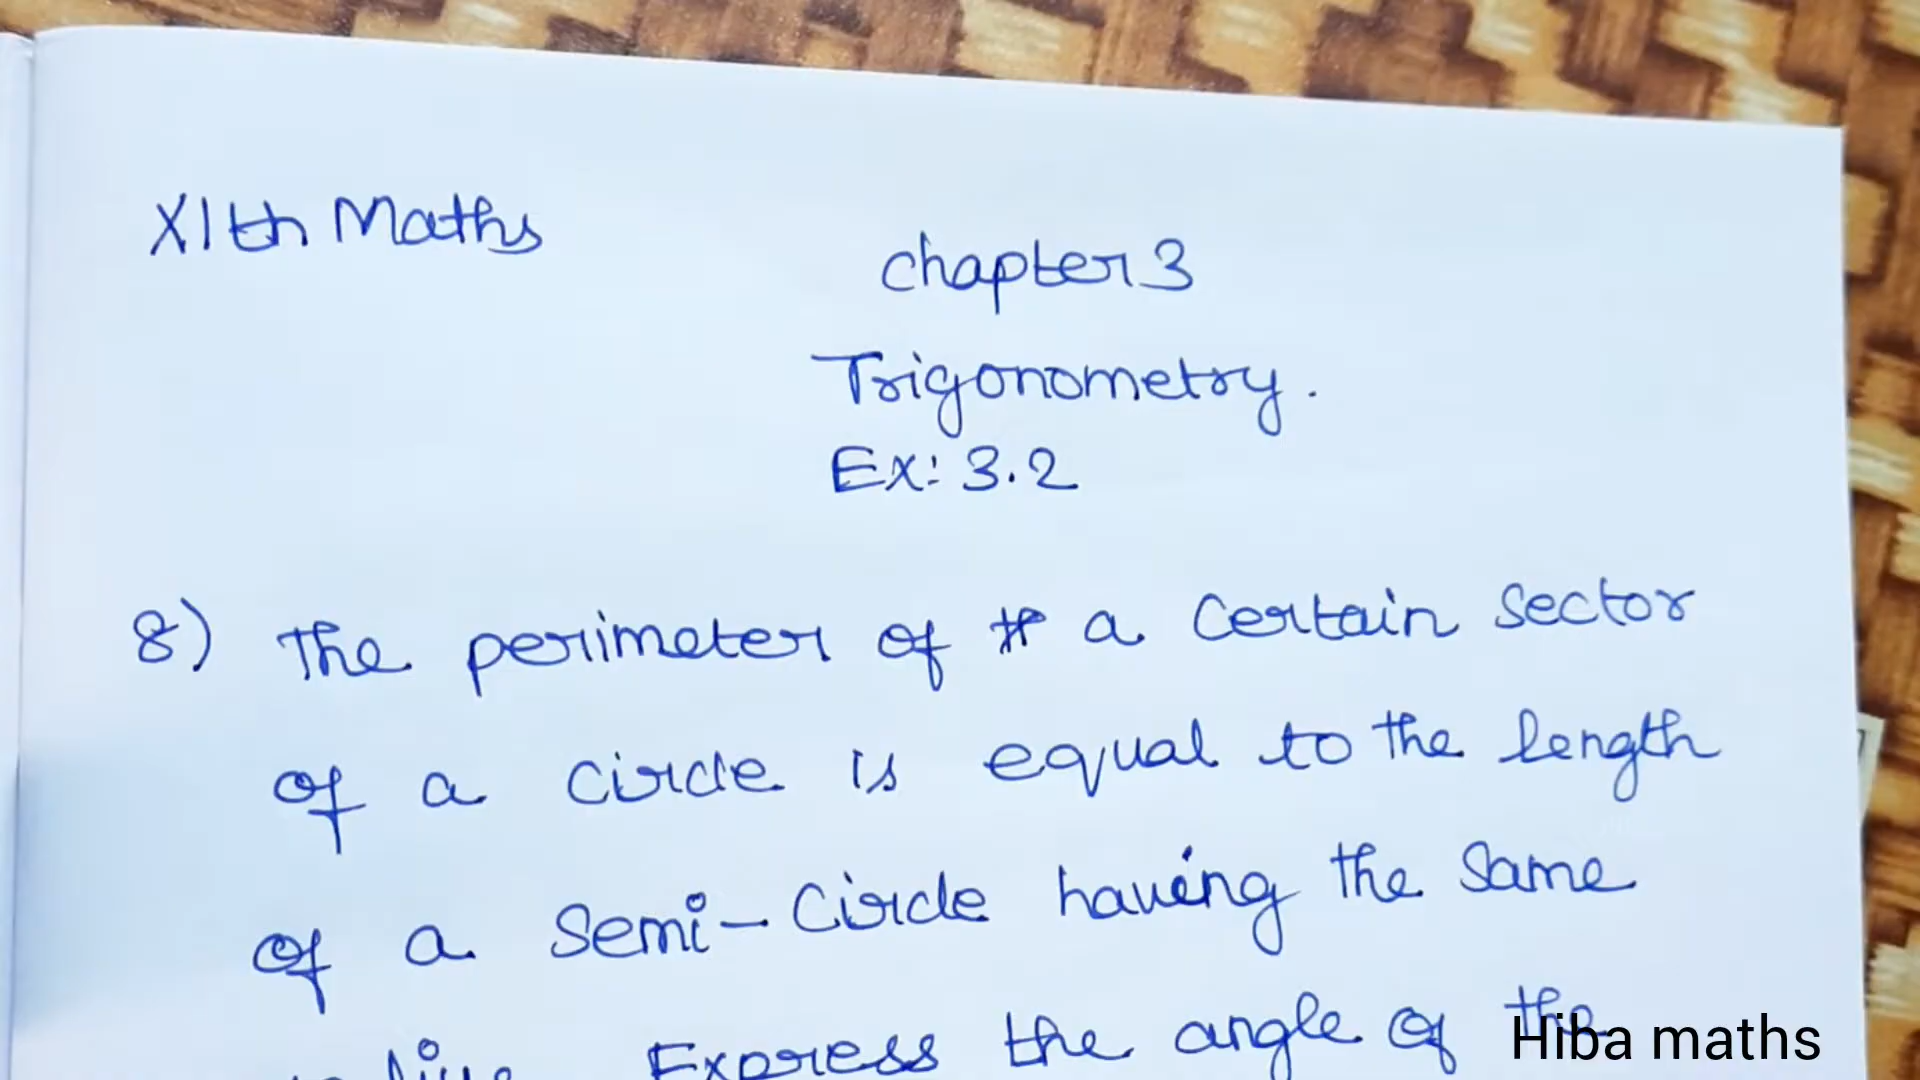 XIth Maths
chapter 3
Trigonometry.
Ex: 3.2
8) The perimeter of a certain sector
of a circle is equal to the length
of a semi-circle having the same
Express the angle of the
Hiba maths